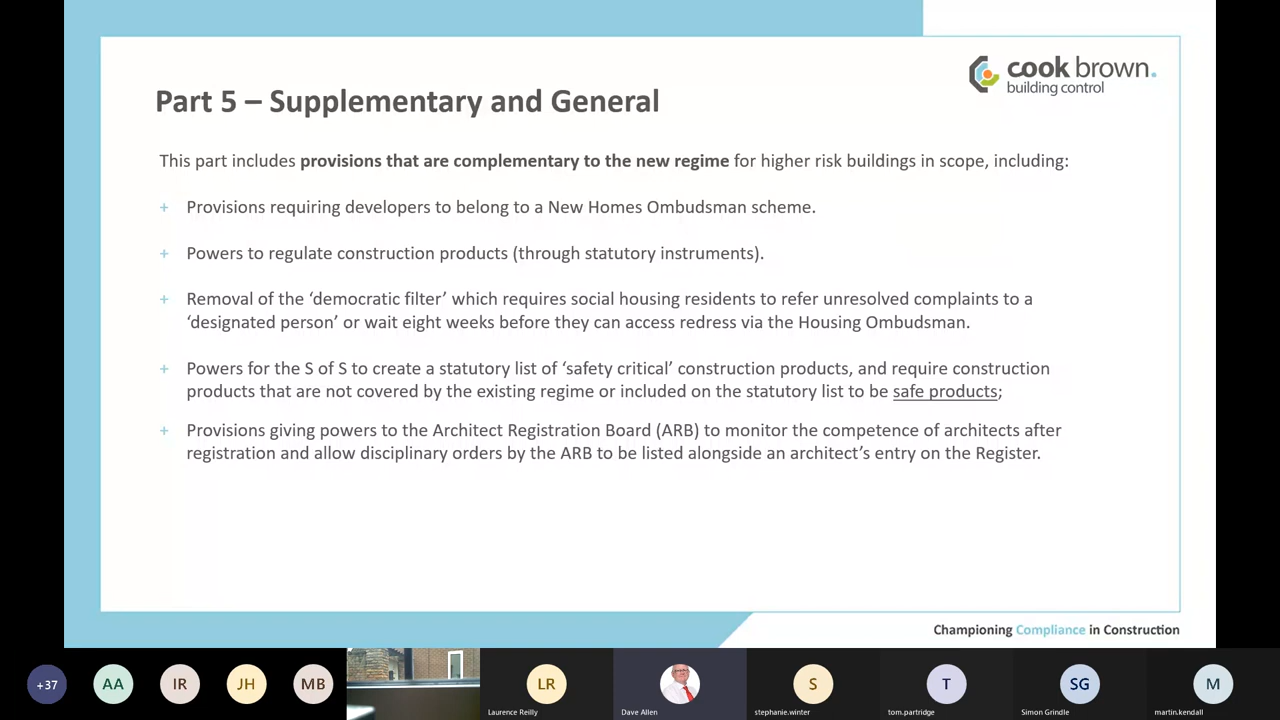 cook brown.
building control
Part 5 – Supplementary and General
This part includes provisions that are complementary to the new regime for higher risk buildings in scope, including:
+ Provisions requiring developers to belong to a New Homes Ombudsman scheme.
+ Powers to regulate construction products (through statutory instruments).
+ Removal of the ‘democratic filter’ which requires social housing residents to refer unresolved complaints to a
‘designated person’ or wait eight weeks before they can access redress via the Housing Ombudsman.
+ Powers for the S of S to create a statutory list of ‘safety critical’ construction products, and require construction
products that are not covered by the existing regime or included on the statutory list to be safe products;
+ Provisions giving powers to the Architect Registration Board (ARB) to monitor the competence of architects after
registration and allow disciplinary orders by the ARB to be listed alongside an architect’s entry on the Register.
Championing Compliance in Construction
+37 AA IR JH MB LR S T SG M
Laurence Reilly Dave Allen stephanie.winter tom.partridge Simon Grindle martin.kendall